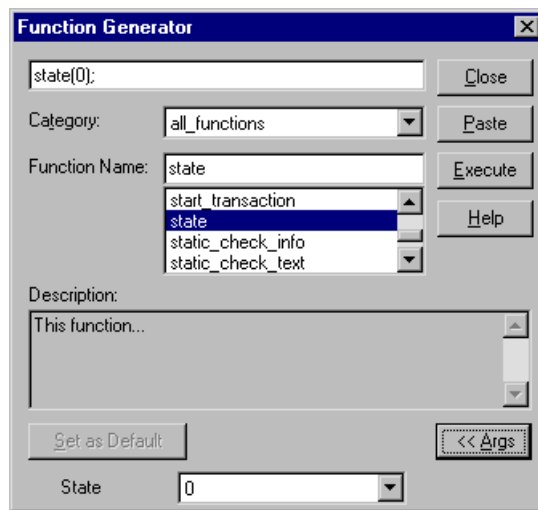 Function Generator
state(0);
Close
Category:
all_functions
Paste
Function Name:
state
Execute
start_transaction
state
static_check_info
static_check_text
Help
Description:
This function...
Set as Default
<< Args
State
0